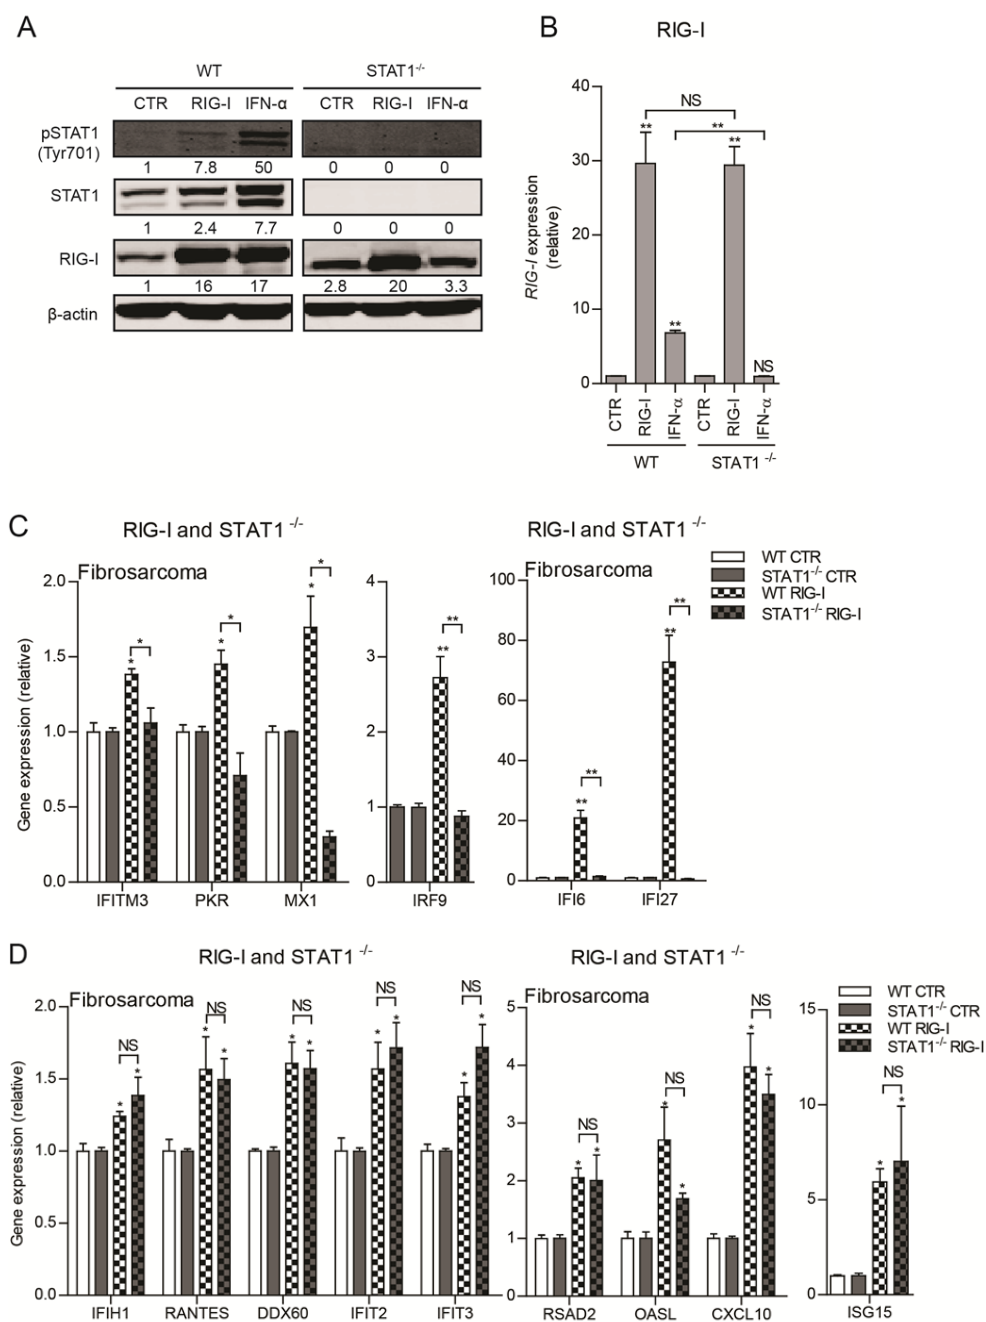 A
WT STAT1-/-
CTR RIG-I IFN-α CTR RIG-I IFN-α
pSTAT1
(Tyr701)
1 7.8 50 0 0 0
STAT1
1 2.4 7.7 0 0 0
RIG-I
1 16 17 2.8 20 3.3
β-actin
B
RIG-I
RIG-I expression
(relative)
40
30
20
10
0
NS
**
**
**
**
NS
CTR RIG-I IFN-α CTR RIG-I IFN-α
WT STAT1 -/-
C
RIG-I and STAT1 -/-
Fibrosarcoma
Gene expression (relative)
2.0
1.5
1.0
0.5
0.0
* * * * * *
IFITM3 PKR MX1
4
3
2
1
0
** **
IRF9
RIG-I and STAT1 -/-
Fibrosarcoma
100
80
60
40
20
0
** ** ** **
IFI6 IFI27
WT CTR
STAT1-/- CTR
WT RIG-I
STAT1-/- RIG-I
D
RIG-I and STAT1 -/-
Fibrosarcoma
Gene expression (relative)
2.0
1.5
1.0
0.5
0.0
NS NS NS NS NS
* * * * * * * * * *
IFIH1 RANTES DDX60 IFIT2 IFIT3
RIG-I and STAT1 -/-
Fibrosarcoma
5
4
3
2
1
0
NS NS NS
* * * * * *
RSAD2 OASL CXCL10
15
10
5
0
NS
* *
ISG15
WT CTR
STAT1-/- CTR
WT RIG-I
STAT1-/- RIG-I